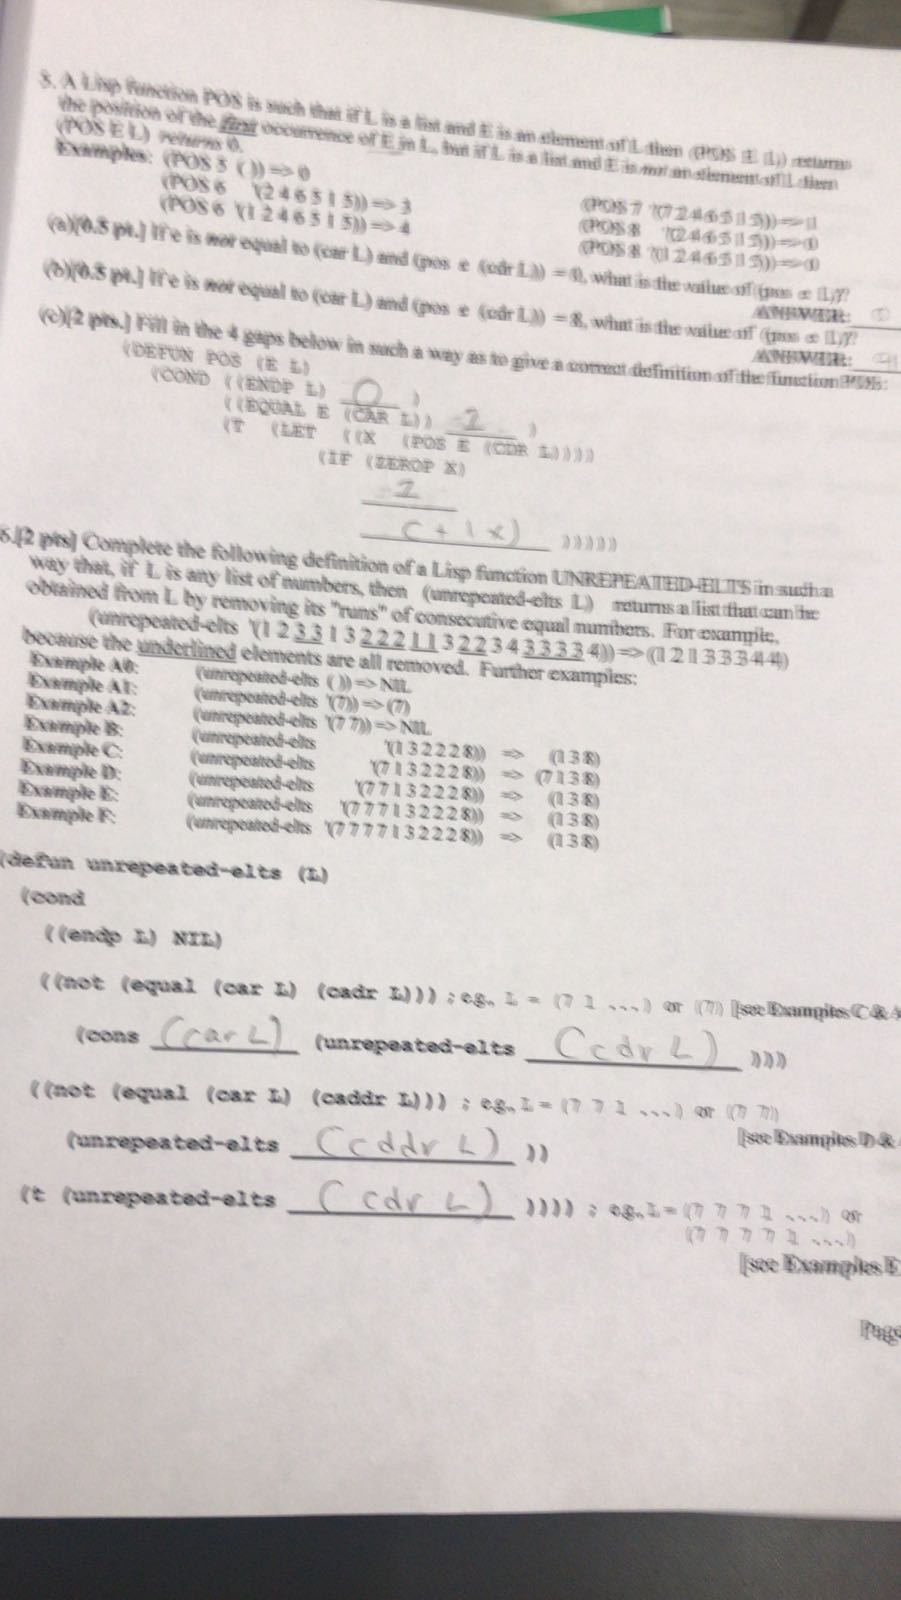 5. A Lisp function POS is such that if L is a list and E is an element of L then (POS E L) returns
the position of the first occurrence of E in L, but if L is a list and E is not an element of L then
(POS E L) returns 0.
Examples: (POS 5 ( )) => 0
(POS 6 '(2 4 6 5 1 5)) => 3 (POS 7 '(7 2 4 6 5 1 5)) => 1
(POS 6 '(1 2 4 6 5 1 5)) => 4 (POS 8 '(2 4 6 5 1 5)) => 0
(POS 8 '(1 2 4 6 5 1 5)) => 0
(a)[0.5 pt.] If e is not equal to (car L) and (pos e (cdr L)) = 0, what is the value of (pos e L)?
ANSWER:
(b)[0.5 pt.] If e is not equal to (car L) and (pos e (cdr L)) = 8, what is the value of (pos e L)?
ANSWER:
(c)[2 pts.] Fill in the 4 gaps below in such a way as to give a correct definition of the function POS:
(DEFUN POS (E L)
(COND ((ENDP L) 0 )
((EQUAL E (CAR L)) )
(T (LET ((X (POS E (CDR L))))
(IF (ZEROP X)
(+ 1 x) )))))
6.[2 pts] Complete the following definition of a Lisp function UNREPEATED-ELTS in such a
way that, if L is any list of numbers, then (unrepeated-elts L) returns a list that can be
obtained from L by removing its "runs" of consecutive equal numbers. For example,
(unrepeated-elts '(1 2 3 3 1 3 2 2 2 1 1 3 2 2 3 4 3 3 3 3 4)) => (1 2 1 3 3 3 4 4)
because the underlined elements are all removed. Further examples:
Example A0: (unrepeated-elts ( )) => NIL
Example A1: (unrepeated-elts '(7)) => (7)
Example A2: (unrepeated-elts '(7 7)) => NIL
Example B: (unrepeated-elts '(1 3 2 2 2 8)) => (1 3 8)
Example C: (unrepeated-elts '(7 1 3 2 2 2 8)) => (7 1 3 8)
Example D: (unrepeated-elts '(7 7 1 3 2 2 2 8)) => (1 3 8)
Example E: (unrepeated-elts '(7 7 7 1 3 2 2 2 8)) => (1 3 8)
Example F: (unrepeated-elts '(7 7 7 7 1 3 2 2 2 8)) => (1 3 8)
(defun unrepeated-elts (L)
(cond
((endp L) NIL)
((not (equal (car L) (cadr L))) ; e.g., L = (7 1 ...) or (7) [see Examples C & A
(cons (car L) (unrepeated-elts (cdr L) )))
((not (equal (car L) (caddr L))) ; e.g., L = (7 7 1 ...) or (7 7)
[see Examples D & A
(unrepeated-elts (cddr L) ))
(t (unrepeated-elts (cdr L) )))) ; e.g., L = (7 7 7 1 ...) or
(7 7 7 7 1 ...)
[see Examples E
Page